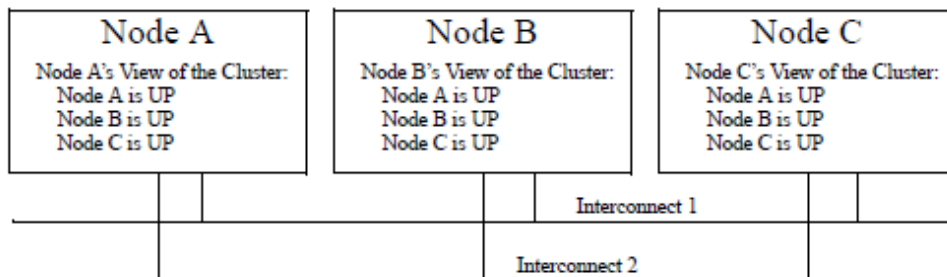 Node A
Node A's View of the Cluster:
Node A is UP
Node B is UP
Node C is UP
Node B
Node B's View of the Cluster:
Node A is UP
Node B is UP
Node C is UP
Node C
Node C's View of the Cluster:
Node A is UP
Node B is UP
Node C is UP
Interconnect 1
Interconnect 2